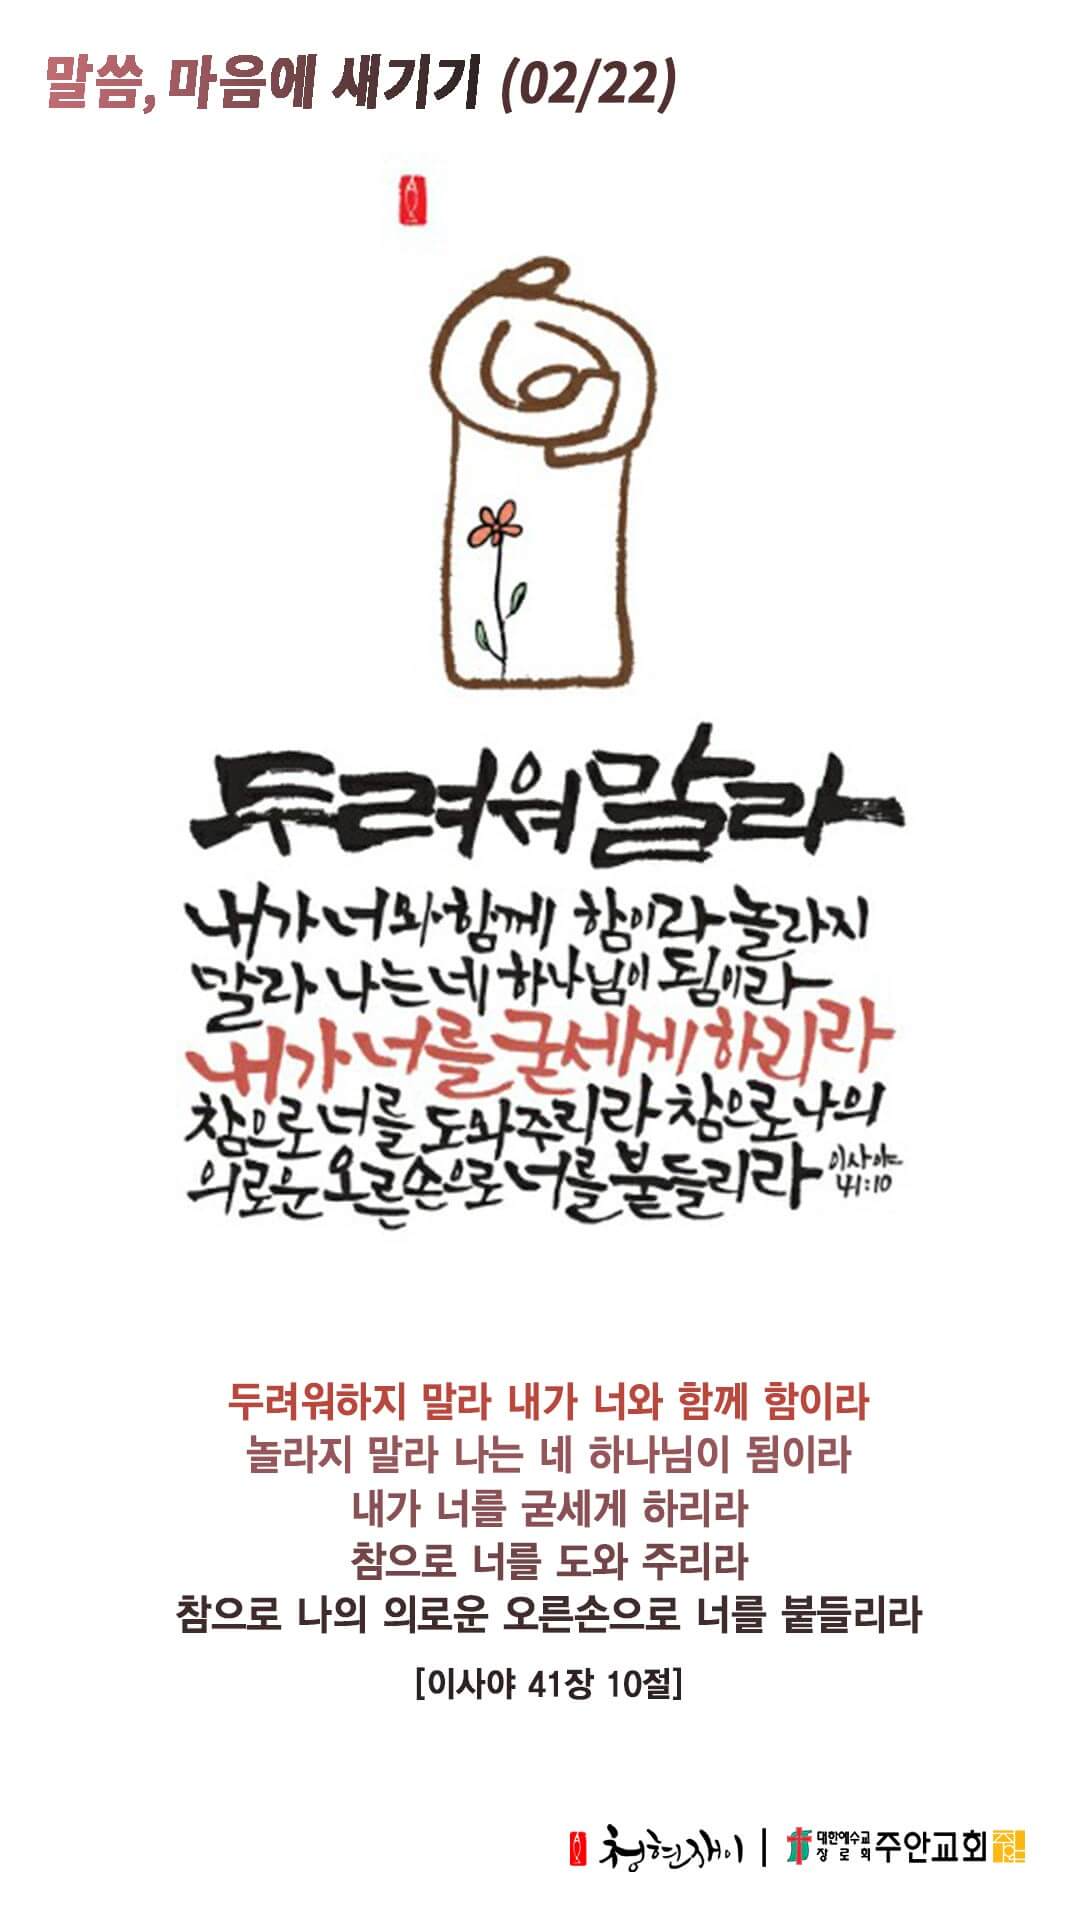 말씀, 마음에 새기기 (02/22)
두려워말라
내가 너와 함께 함이라 놀라지
말라 나는 네 하나님이 됨이라
내가 너를 굳세게 하리라
참으로 너를 도와주리라 참으로 나의
의로운 오른손으로 너를 붙들리라 이사야
41:10
두려워하지 말라 내가 너와 함께 함이라
놀라지 말라 나는 네 하나님이 됨이라
내가 너를 굳세게 하리라
참으로 너를 도와 주리라
참으로 나의 의로운 오른손으로 너를 붙들리라
[이사야 41장 10절]
청현재이 | 대한예수교 장로회 주안교회